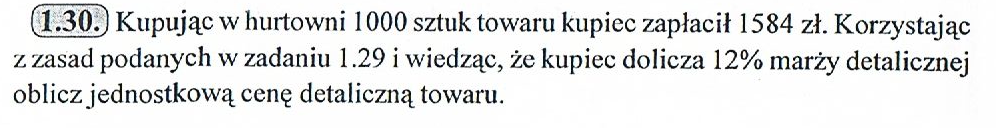 1.30. Kupując w hurtowni 1000 sztuk towaru kupiec zapłacił 1584 zł. Korzystając
z zasad podanych w zadaniu 1.29 i wiedząc, że kupiec dolicza 12% marży detalicznej
oblicz jednostkową cenę detaliczną towaru.